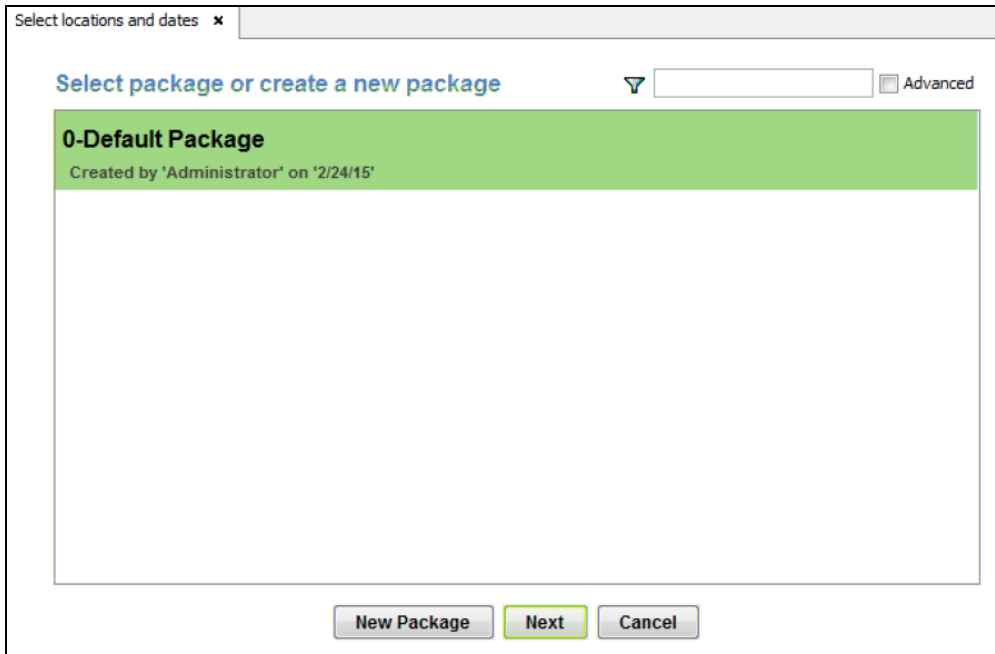 Select locations and dates ×
Select package or create a new package
Advanced
0-Default Package
Created by 'Administrator' on '2/24/15'
New Package
Next
Cancel